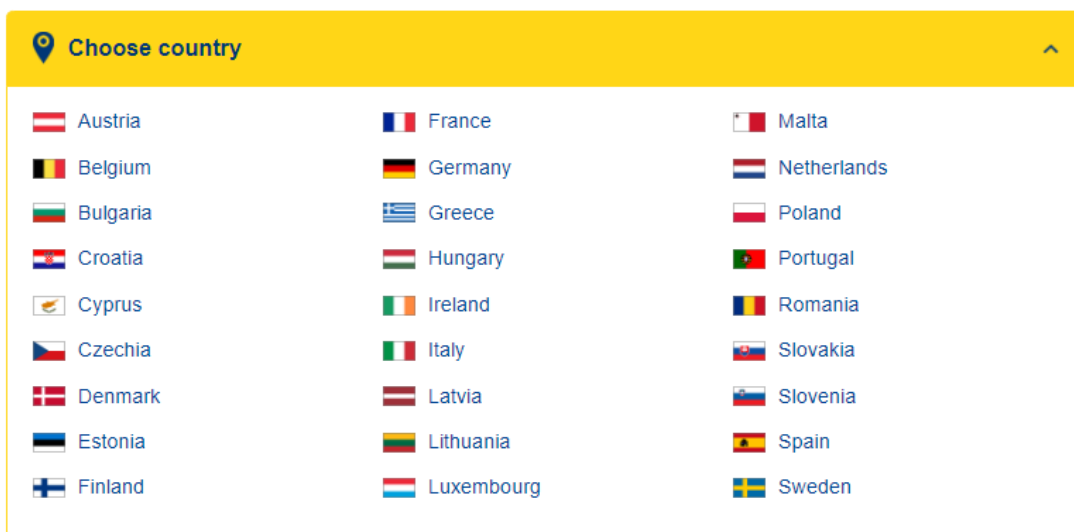 Choose country
Austria
Belgium
Bulgaria
Croatia
Cyprus
Czechia
Denmark
Estonia
Finland
France
Germany
Greece
Hungary
Ireland
Italy
Latvia
Lithuania
Luxembourg
Malta
Netherlands
Poland
Portugal
Romania
Slovakia
Slovenia
Spain
Sweden